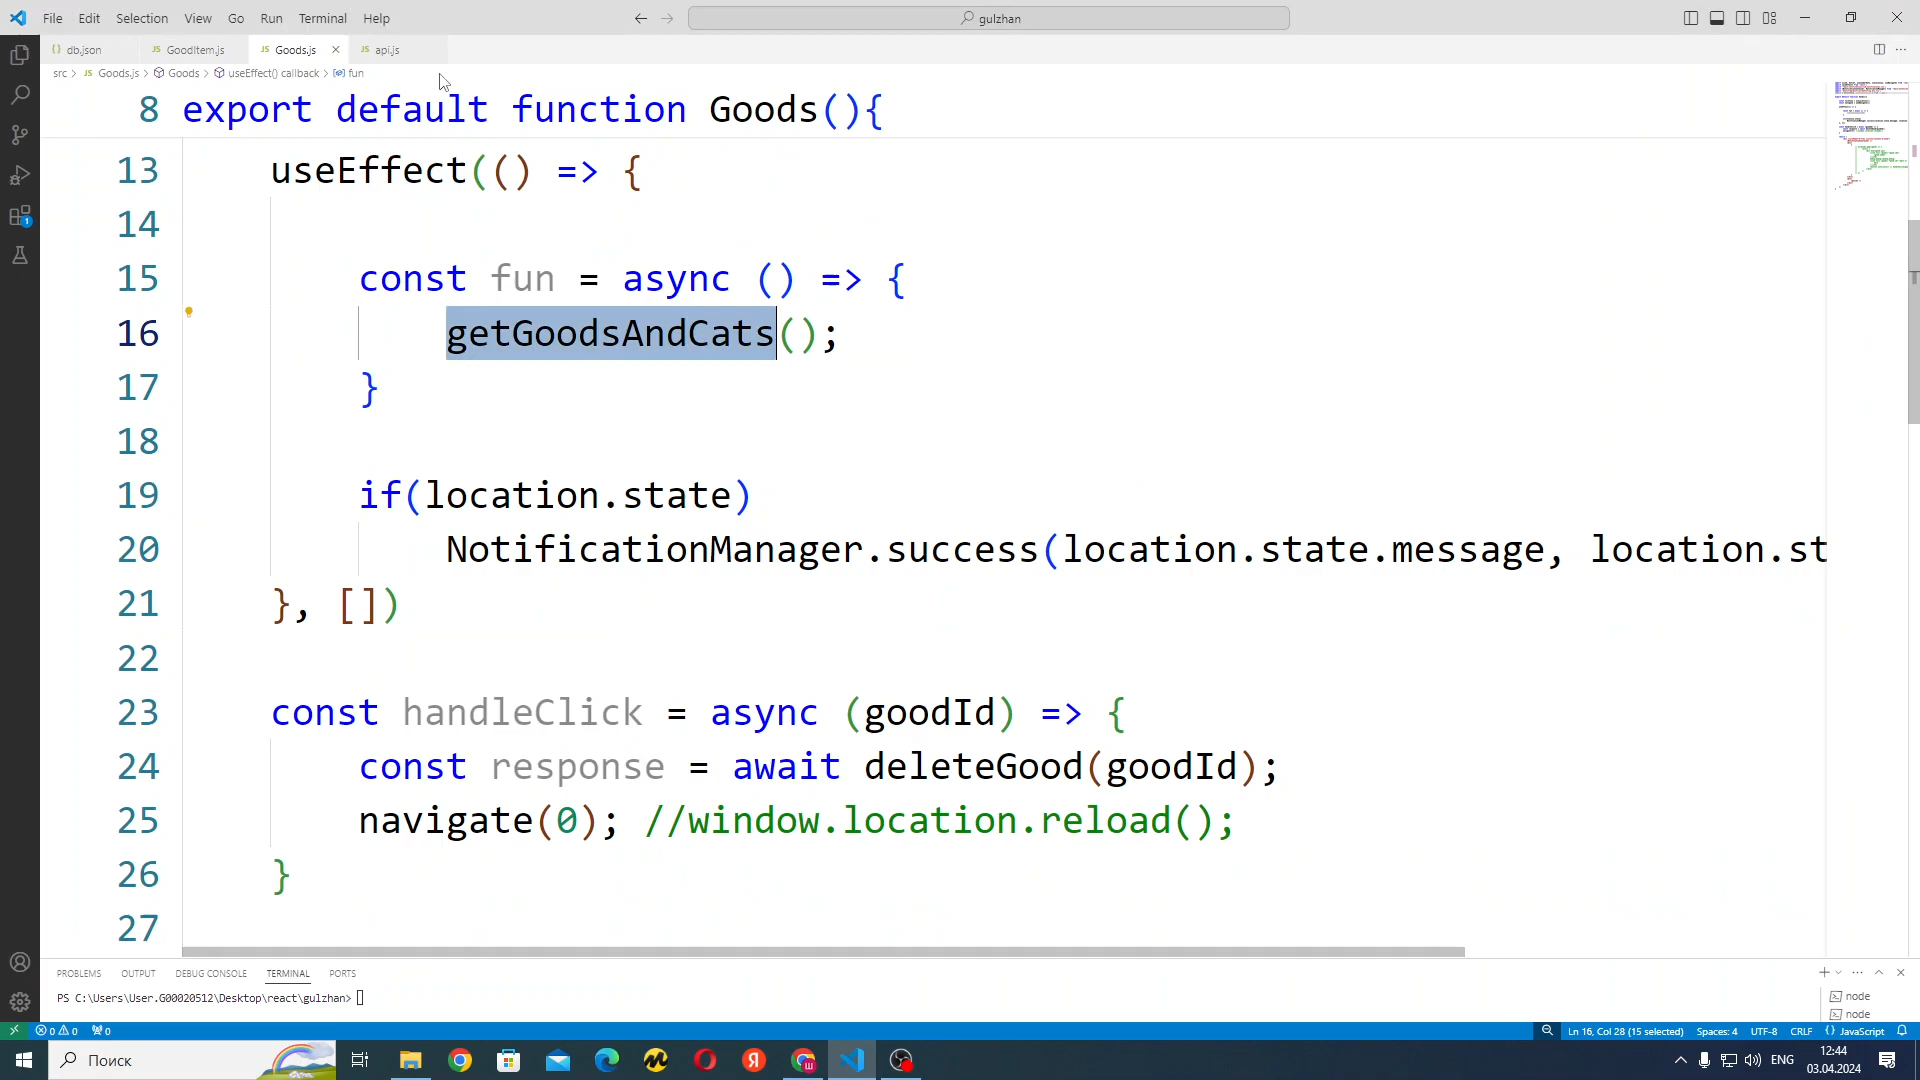 File Edit Selection View Go Run Terminal Help
gulzhan
db.json GoodItem.js Goods.js api.js
src > Goods.js > Goods > useEffect() callback > fun
8 export default function Goods(){
13 useEffect(() => {
14
15 const fun = async () => {
16 getGoodsAndCats();
17 }
18
19 if(location.state)
20 NotificationManager.success(location.state.message, location.st
21 }, [])
22
23 const handleClick = async (goodId) => {
24 const response = await deleteGood(goodId);
25 navigate(0); //window.location.reload();
26 }
27
PROBLEMS OUTPUT DEBUG CONSOLE TERMINAL PORTS
PS C:\Users\User.G00020512\Desktop\react\gulzhan>
node
node
0 0 0 Ln 16, Col 28 (15 selected) Spaces: 4 UTF-8 CRLF {} JavaScript
Поиск
ENG
12:44
03.04.2024